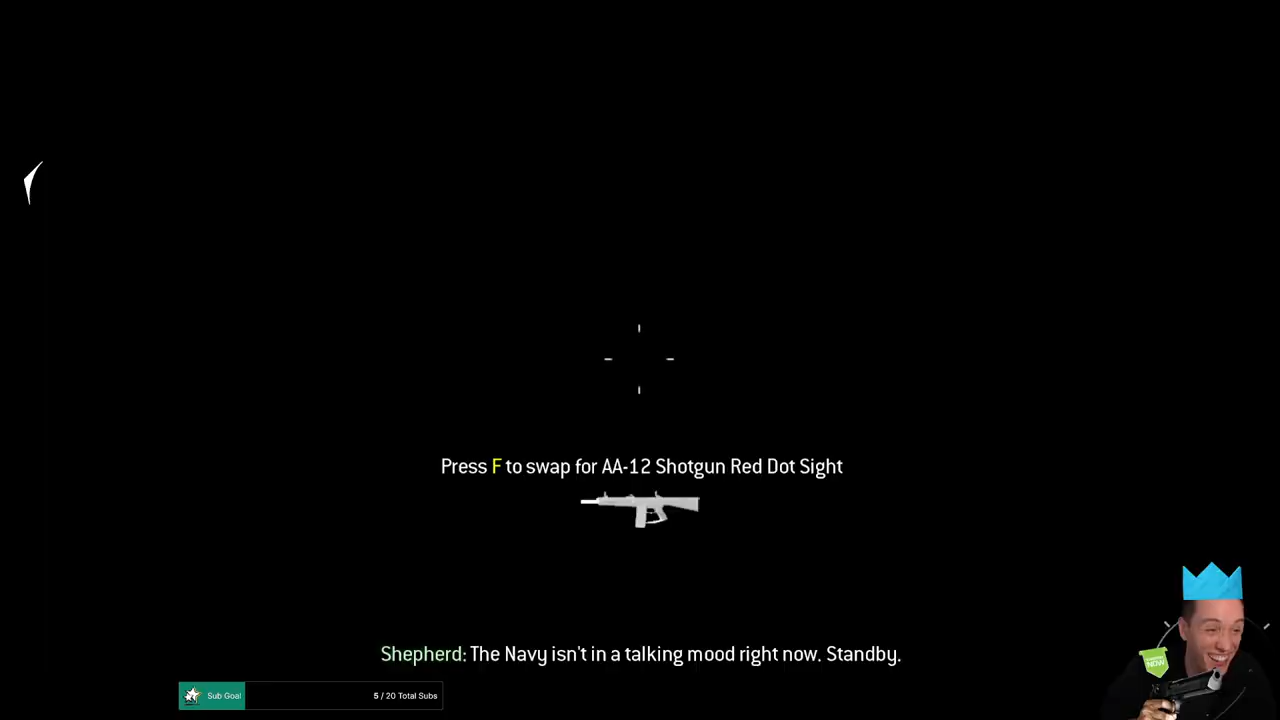 Press F to swap for AA-12 Shotgun Red Dot Sight
Shepherd: The Navy isn't in a talking mood right now. Standby.
Sub Goal
5 / 20 Total Subs
NOW